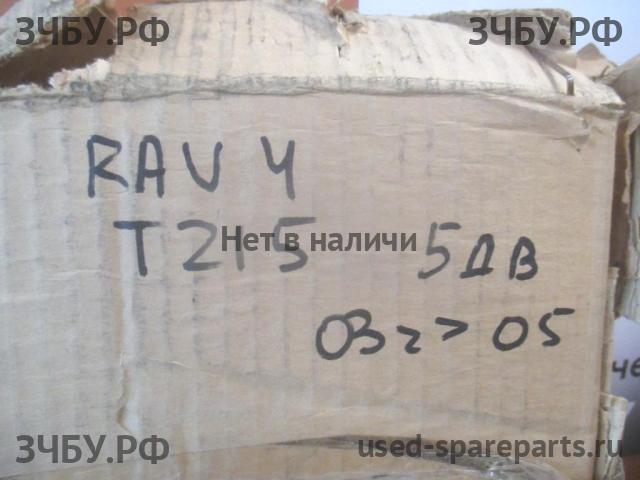 ЗЧБУ.РФ ЗЧБУ.РФ
RAV 4
T215 Нет в наличи 5ДВ
03г> 05
ЗЧБУ.РФ used-spareparts.ru